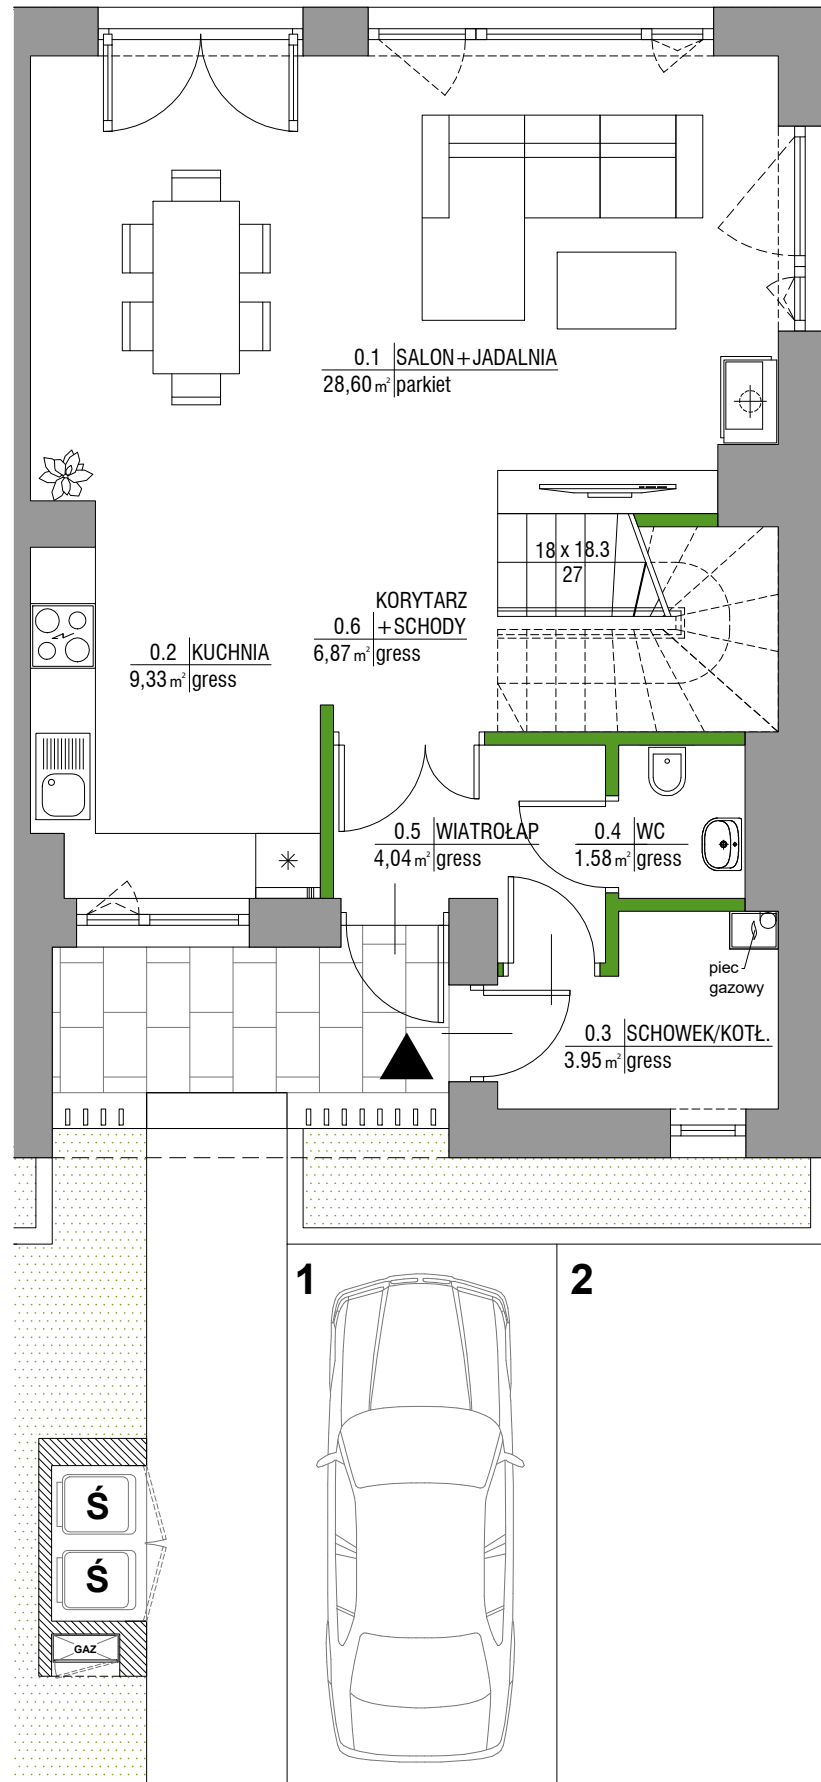 0.1 SALON+JADALNIA
28,60 m² parkiet
18 x 18.3
27
KORYTARZ
0.6 +SCHODY
6,87 m² gress
0.2 KUCHNIA
9,33 m² gress
0.5 WIATROŁAP
4,04 m² gress
0.4 WC
1.58 m² gress
piec
gazowy
0.3 SCHOWEK/KOTŁ.
3.95 m² gress
1
2
Ś
Ś
GAZ